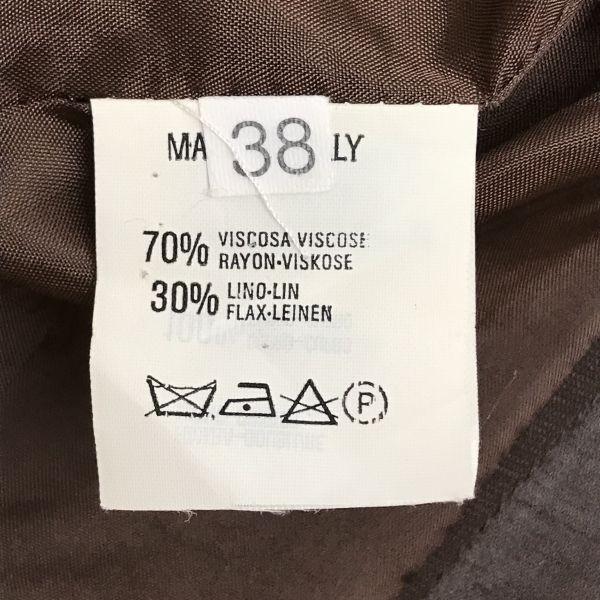 MA 38 LY
70% VISCOSA VISCOSE
RAYON-VISKOSE
30% LINO-LIN
FLAX-LEINEN
P